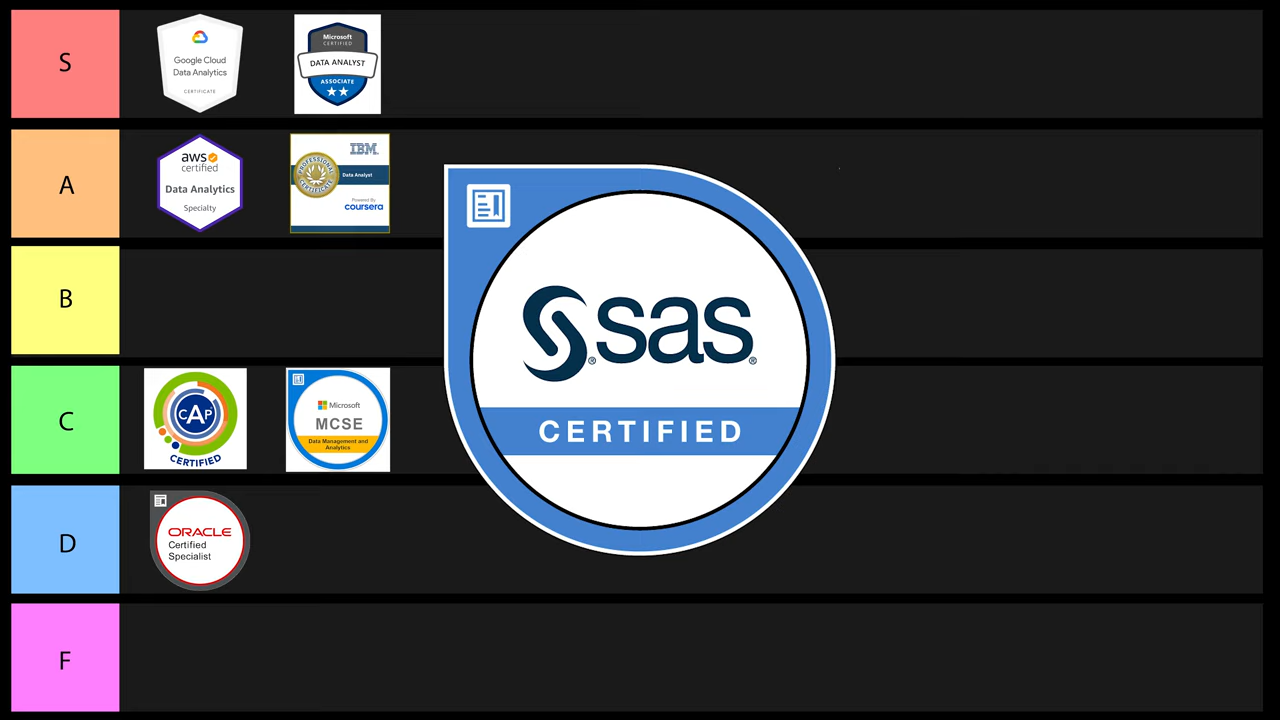 S
Google Cloud
Data Analytics
CERTIFICATE
Microsoft
CERTIFIED
DATA ANALYST
ASSOCIATE
A
aws
certified
Data Analytics
Specialty
IBM
PROFESSIONAL
CERTIFICATE
Data Analyst
Powered By
coursera
B
sas
CERTIFIED
C
CAP
CERTIFIED
Microsoft
MCSE
Data Management and
Analytics
D
ORACLE
Certified
Specialist
F